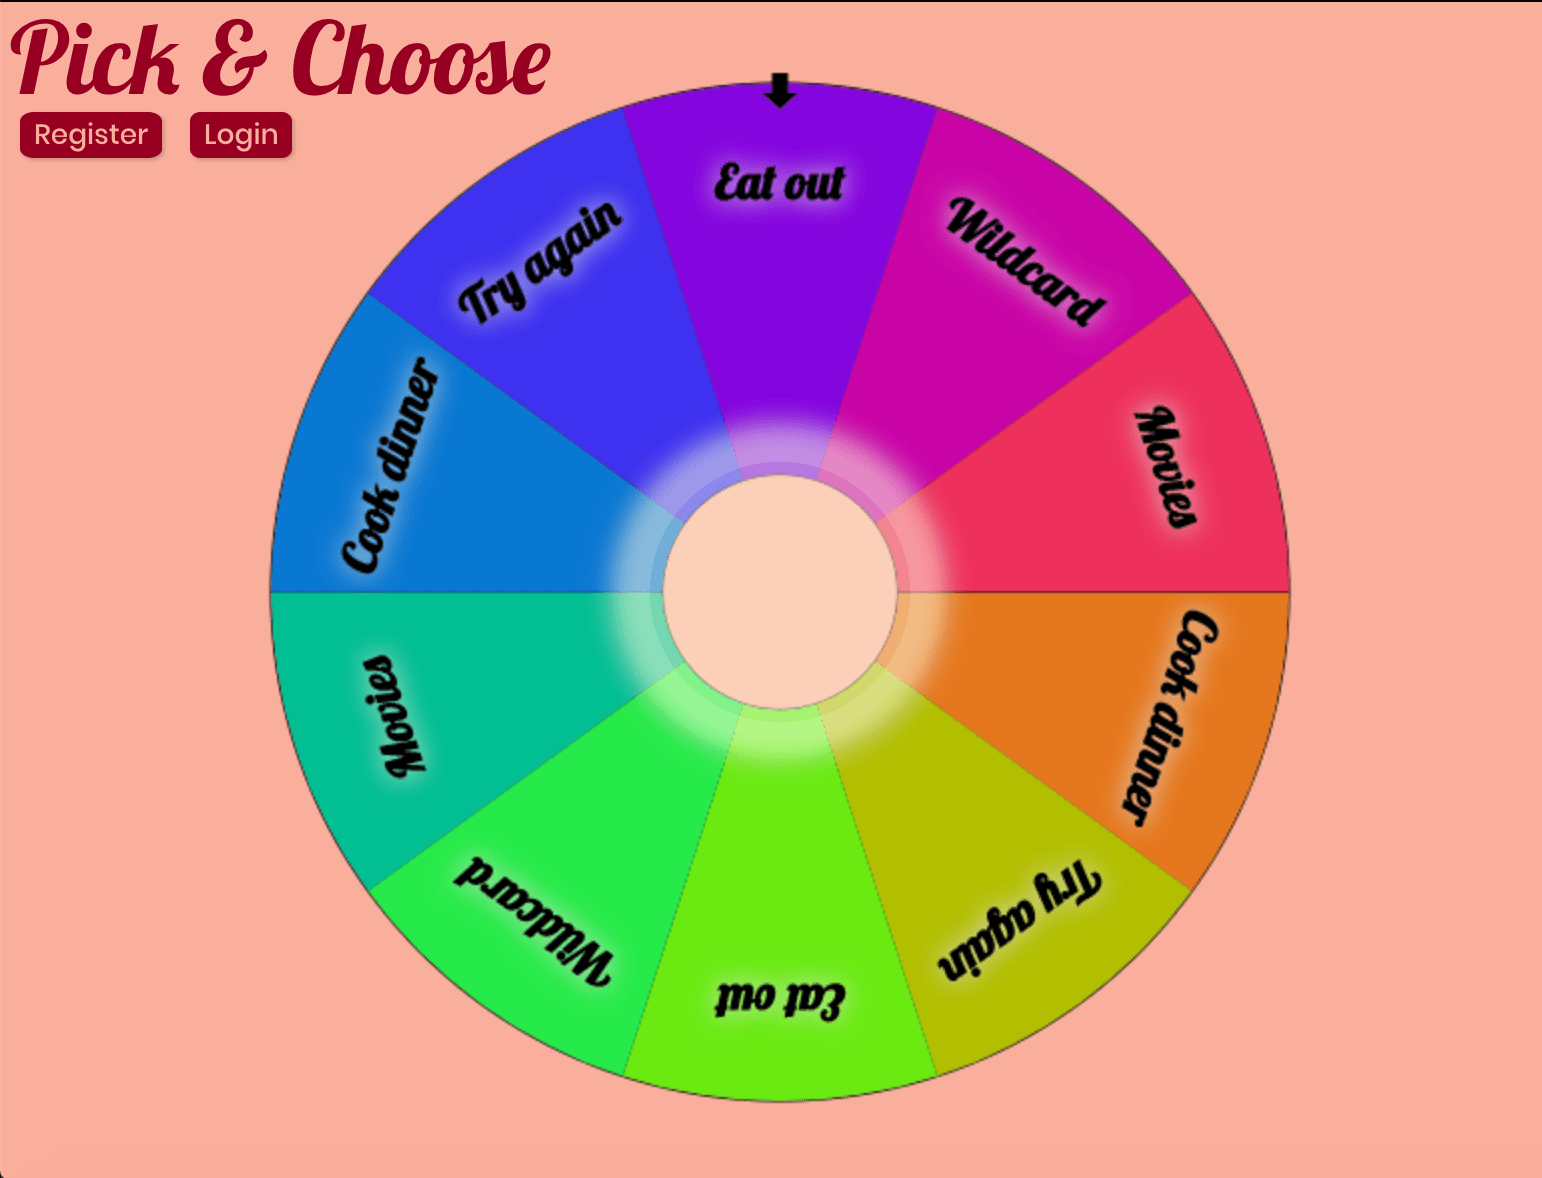 Pick & Choose
Register
Login
Eat out
Wildcard
Movies
Cook dinner
Try again
Eat out
Wildcard
Movies
Cook dinner
Try again